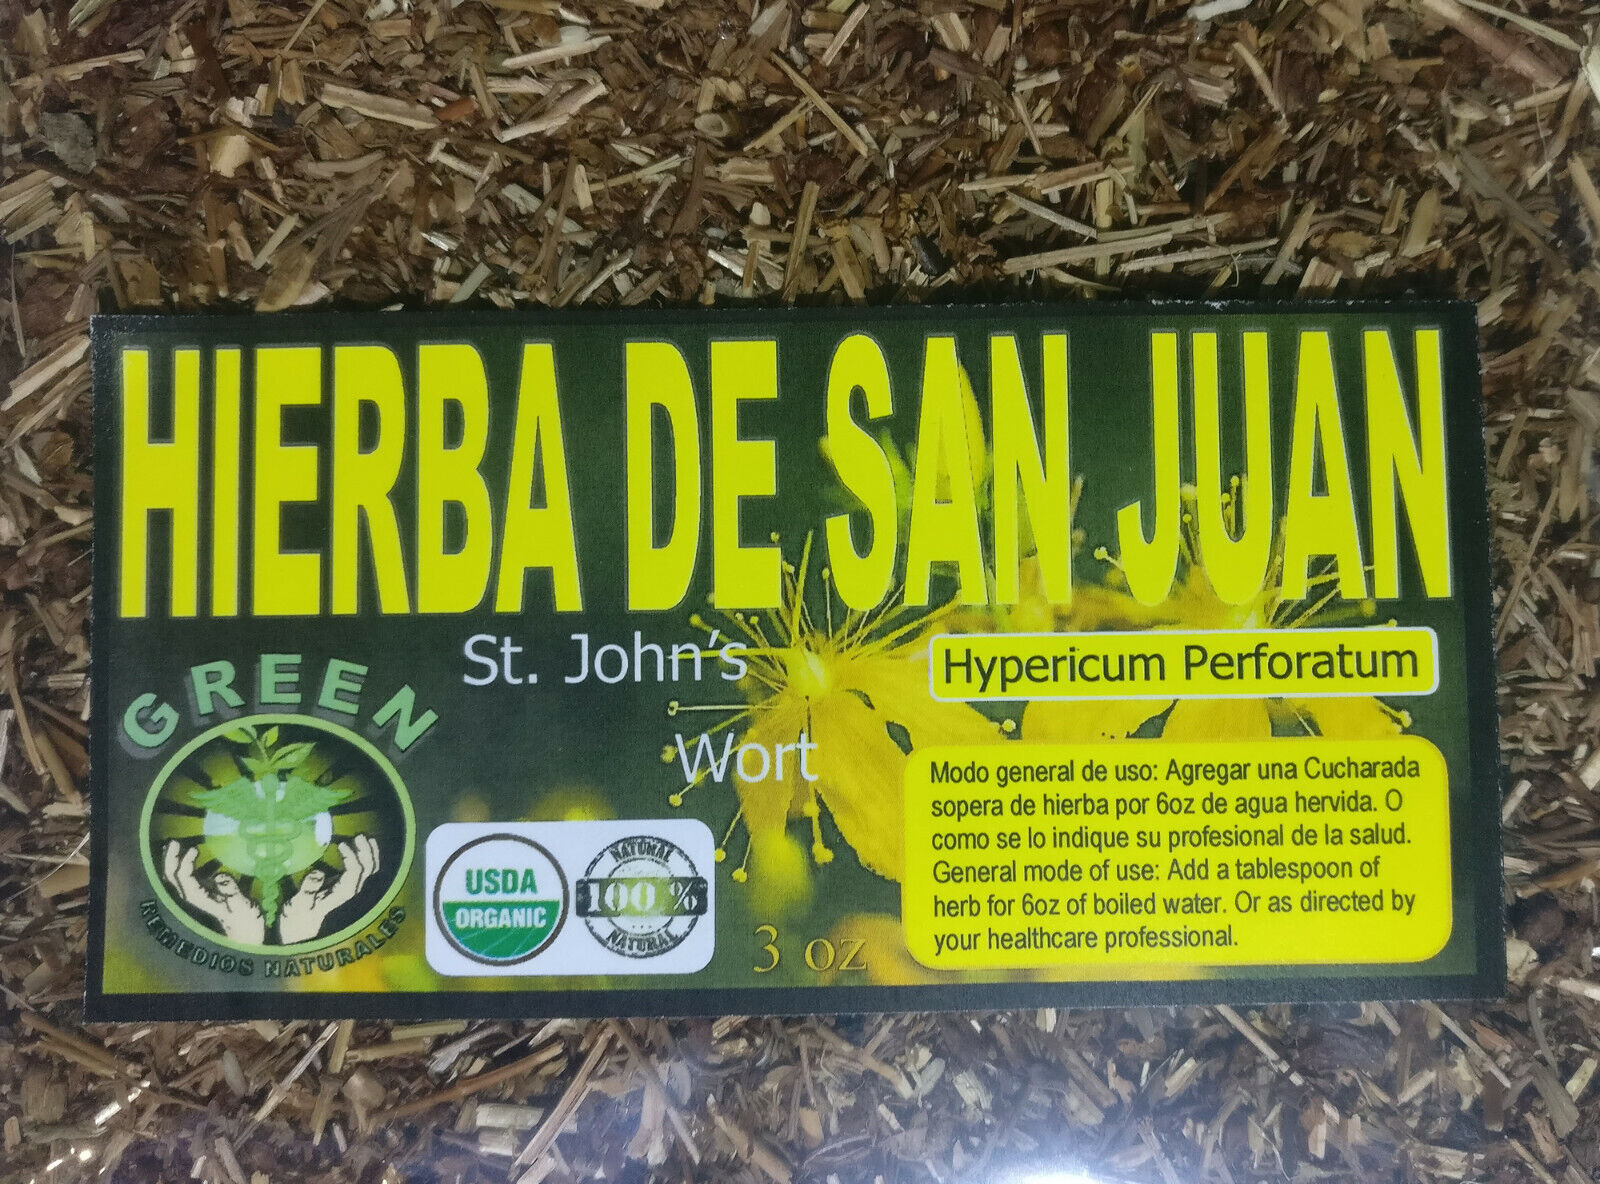 HIERBA DE SAN JUAN
St. John's
Wort
Hypericum Perforatum
GREEN
REMEDIOS NATURALES
USDA
ORGANIC
NATURAL
100 %
NATURAL
3 oz
Modo general de uso: Agregar una Cucharada
sopera de hierba por 6oz de agua hervida. O
como se lo indique su profesional de la salud.
General mode of use: Add a tablespoon of
herb for 6oz of boiled water. Or as directed by
your healthcare professional.